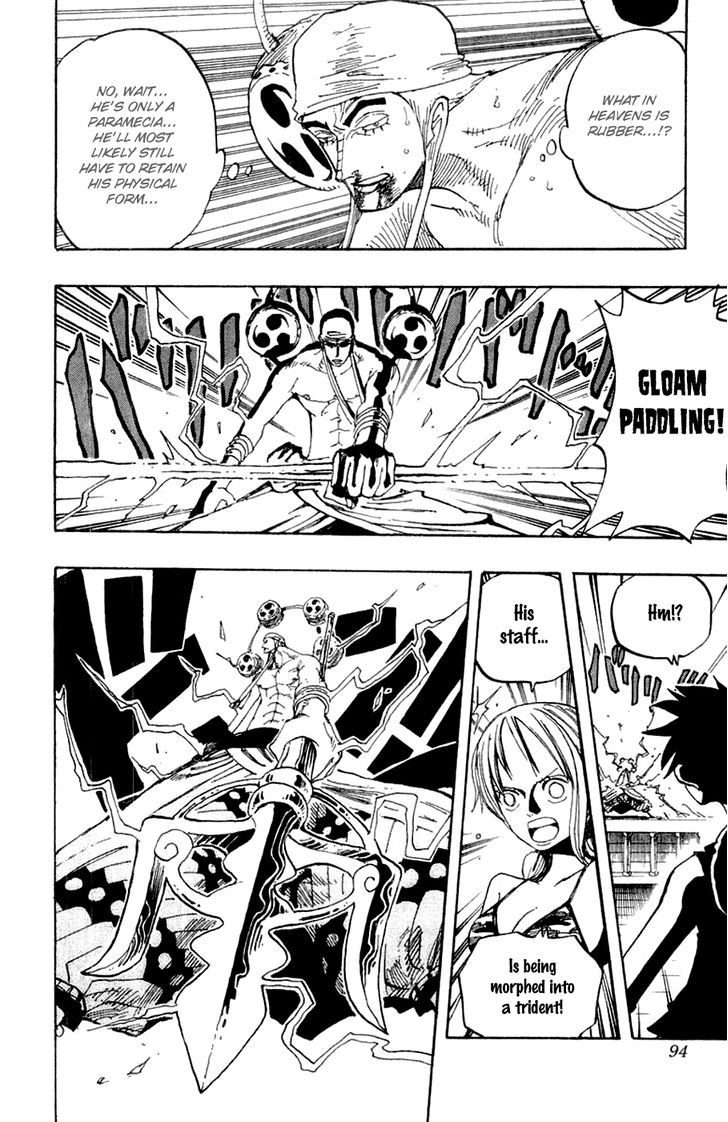 WHAT IN
HEAVENS IS
RUBBER...!?
NO, WAIT...
HE'S ONLY A
PARAMECIA...
HE'LL MOST
LIKELY STILL
HAVE TO RETAIN
HIS PHYSICAL
FORM...
GLOAM
PADDLING!
Hm!?
His
staff...
Is being
morphed into
a trident!
94